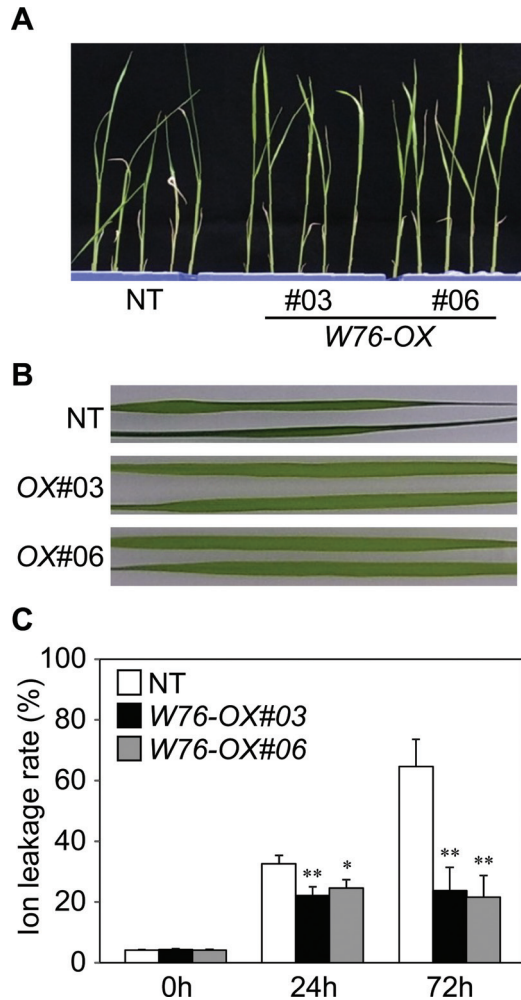 A
NT
#03
#06
W76-OX
B
NT
OX#03
OX#06
C
Ion leakage rate (%)
100
80
60
40
20
0
NT
W76-OX#03
W76-OX#06
**
*
**
**
0h
24h
72h